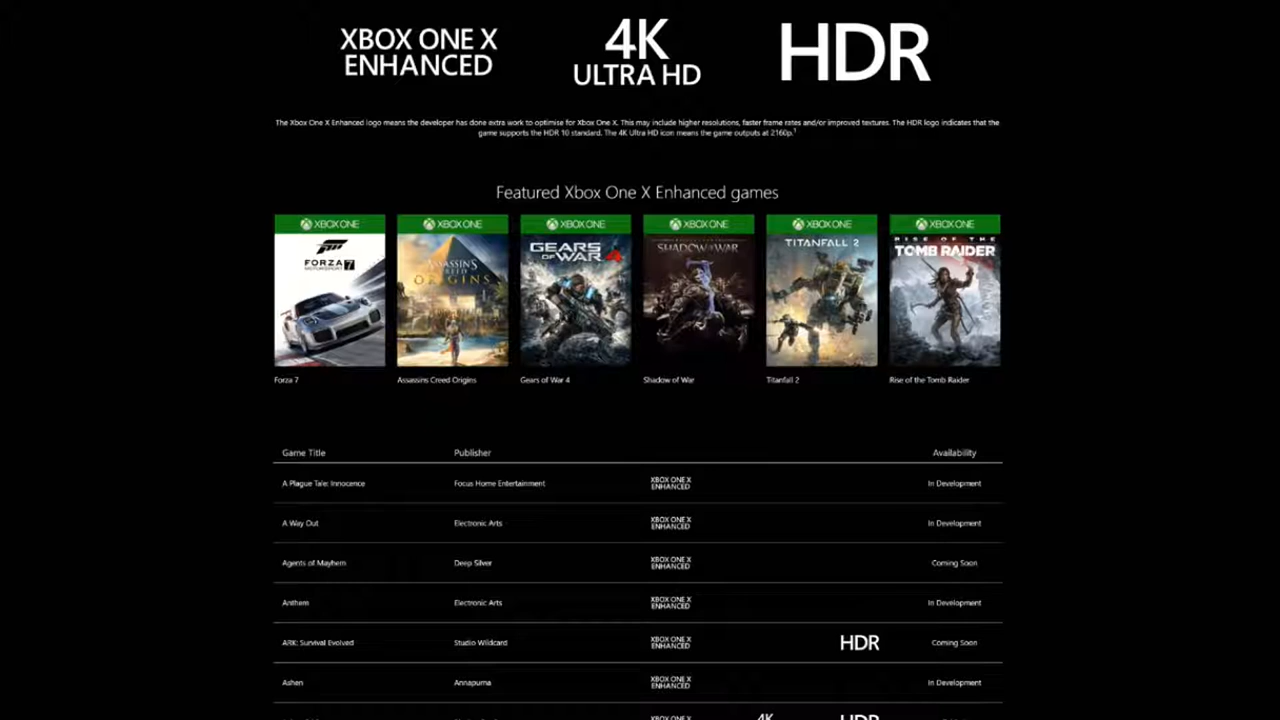 XBOX ONE X
ENHANCED
4K
ULTRA HD
HDR
The Xbox One X Enhanced logo means the developer has done extra work to optimise for Xbox One X. This may include higher resolutions, faster frame rates and/or improved textures. The HDR logo indicates that the
game supports the HDR 10 standard. The 4K Ultra HD icon means the game outputs at 2160p.¹
Featured Xbox One X Enhanced games
XBOX ONE
FORZA
MOTORSPORT 7
XBOX ONE
ASSASSIN'S
CREED
ORIGINS
XBOX ONE
GEARS
OF WAR 4
XBOX ONE
SHADOW OF WAR
XBOX ONE
TITANFALL 2
XBOX ONE
RISE OF THE
TOMB RAIDER
Forza 7
Assassins Creed Origins
Gears of War 4
Shadow of War
Titanfall 2
Rise of the Tomb Raider
Game Title Publisher Availability
A Plague Tale: Innocence Focus Home Entertainment XBOX ONE X ENHANCED In Development
A Way Out Electronic Arts XBOX ONE X ENHANCED In Development
Agents of Mayhem Deep Silver XBOX ONE X ENHANCED Coming Soon
Anthem Electronic Arts XBOX ONE X ENHANCED In Development
ARK: Survival Evolved Studio Wildcard XBOX ONE X ENHANCED HDR Coming Soon
Ashen Annapurna XBOX ONE X ENHANCED In Development
XBOX ONE X 4K HDR